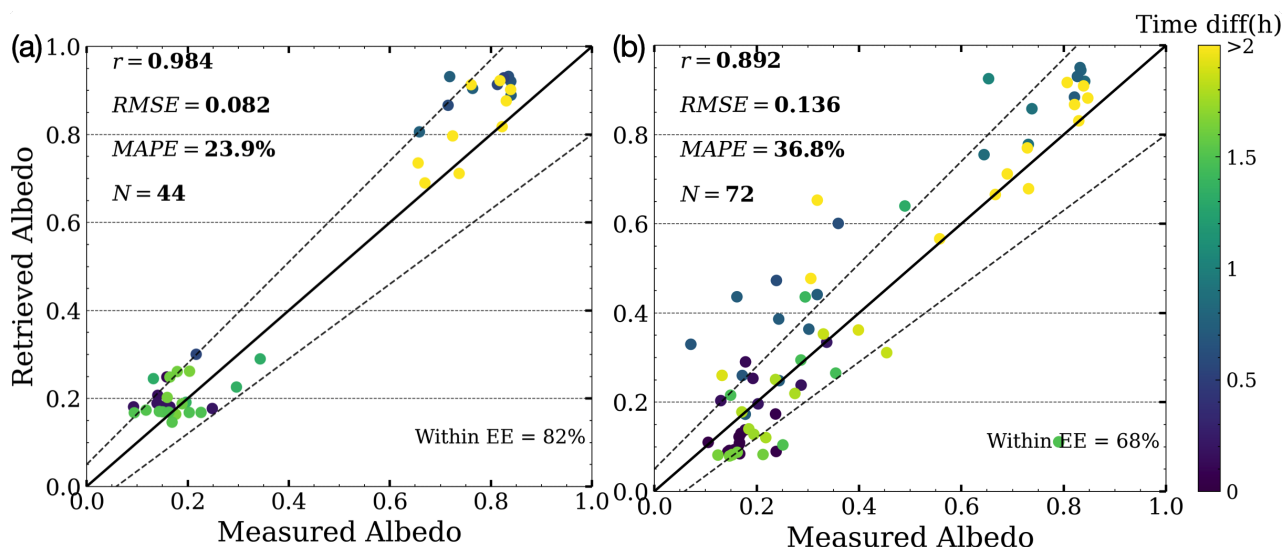 Time diff(h)
(a)
r = 0.984
RMSE = 0.082
MAPE = 23.9%
N = 44
Within EE = 82%
1.0
0.8
0.6
0.4
0.2
0.0
0.0 0.2 0.4 0.6 0.8 1.0
Retrieved Albedo
Measured Albedo
(b)
r = 0.892
RMSE = 0.136
MAPE = 36.8%
N = 72
Within EE = 68%
1.0
0.8
0.6
0.4
0.2
0.0
0.0 0.2 0.4 0.6 0.8 1.0
Measured Albedo
>2
1.5
1
0.5
0